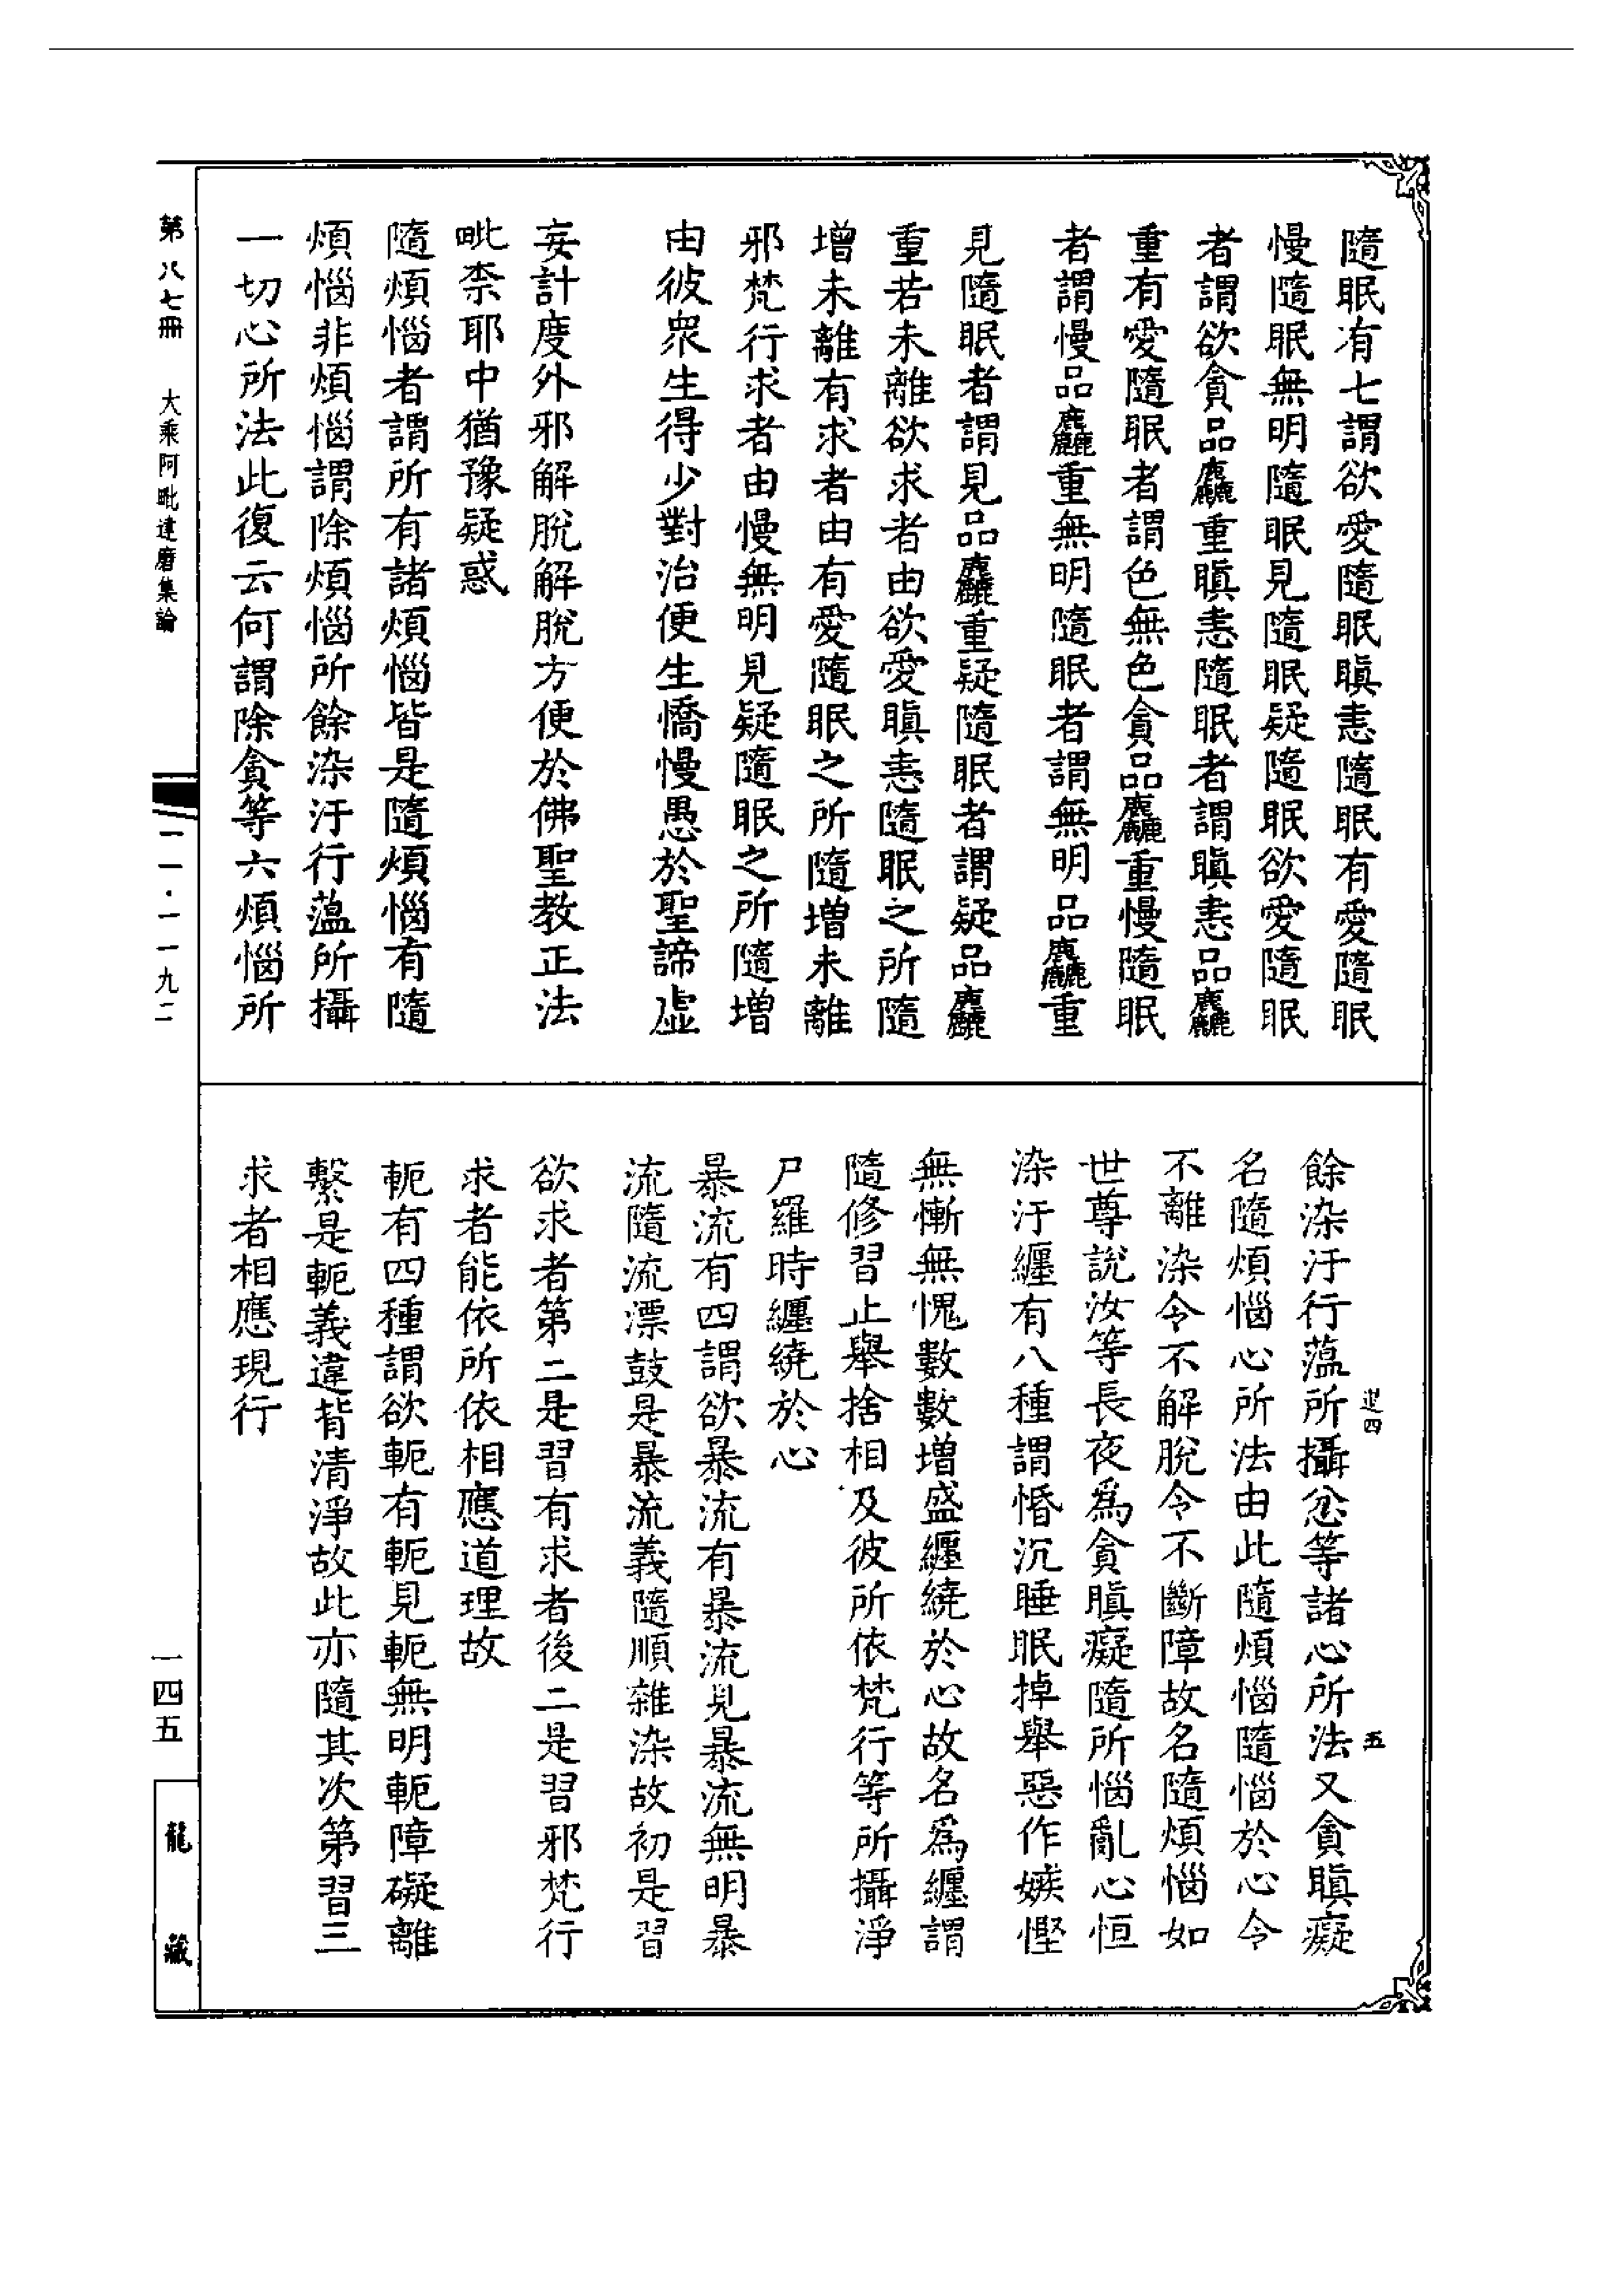 隨眠有七謂欲愛隨眠瞋恚隨眠有愛隨眠
慢隨眠無明隨眠見隨眠疑隨眠欲愛隨眠
者謂欲貪品麤重瞋恚隨眠者謂瞋恚品麤
重有愛隨眠者謂色無色貪品麤重慢隨眠
者謂慢品麤重無明隨眠者謂無明品麤重
見隨眠者謂見品麤重疑隨眠者謂疑品麤
重若未離欲求者由欲愛瞋恚隨眠之所隨
增未離有求者由有愛隨眠之所隨增未離
邪梵行求者由慢無明見疑隨眠之所隨增
由彼眾生得少對治便生憍慢愚於聖諦虛
妄計度外邪解脫解脫方便於佛聖教正法
毗柰耶中猶豫疑惑
隨煩惱者謂所有諸煩惱皆是隨煩惱有隨
煩惱非煩惱謂除煩惱所餘染汙行蘊所攝
一切心所法此復云何謂除貪等六煩惱所
餘染汙行蘊所攝忿等諸心所法又貪瞋癡
名隨煩惱心所法由此隨煩惱隨惱於心令
不離染令不解脫令不斷障故名隨煩惱如
世尊說汝等長夜為貪瞋癡隨所惱亂心恒
染汙纏有八種謂惛沉睡眠掉舉惡作嫉慳
無慚無愧數數增盛纏繞於心故名為纏謂
隨修習止舉捨相及彼所依梵行等所攝淨
尸羅時纏繞於心
暴流有四謂欲暴流有暴流見暴流無明暴
流隨流漂鼓是暴流義隨順雜染故初是習
欲求者第二是習有求者後二是習邪梵行
求者能依所依相應道理故
軛有四種謂欲軛有軛見軛無明軛障礙離
繫是軛義違背清淨故此亦隨其次第習三
求者相應現行
四
五
第八七冊
大乘阿毗達磨集論
一一·一一九二
一四五
龍藏